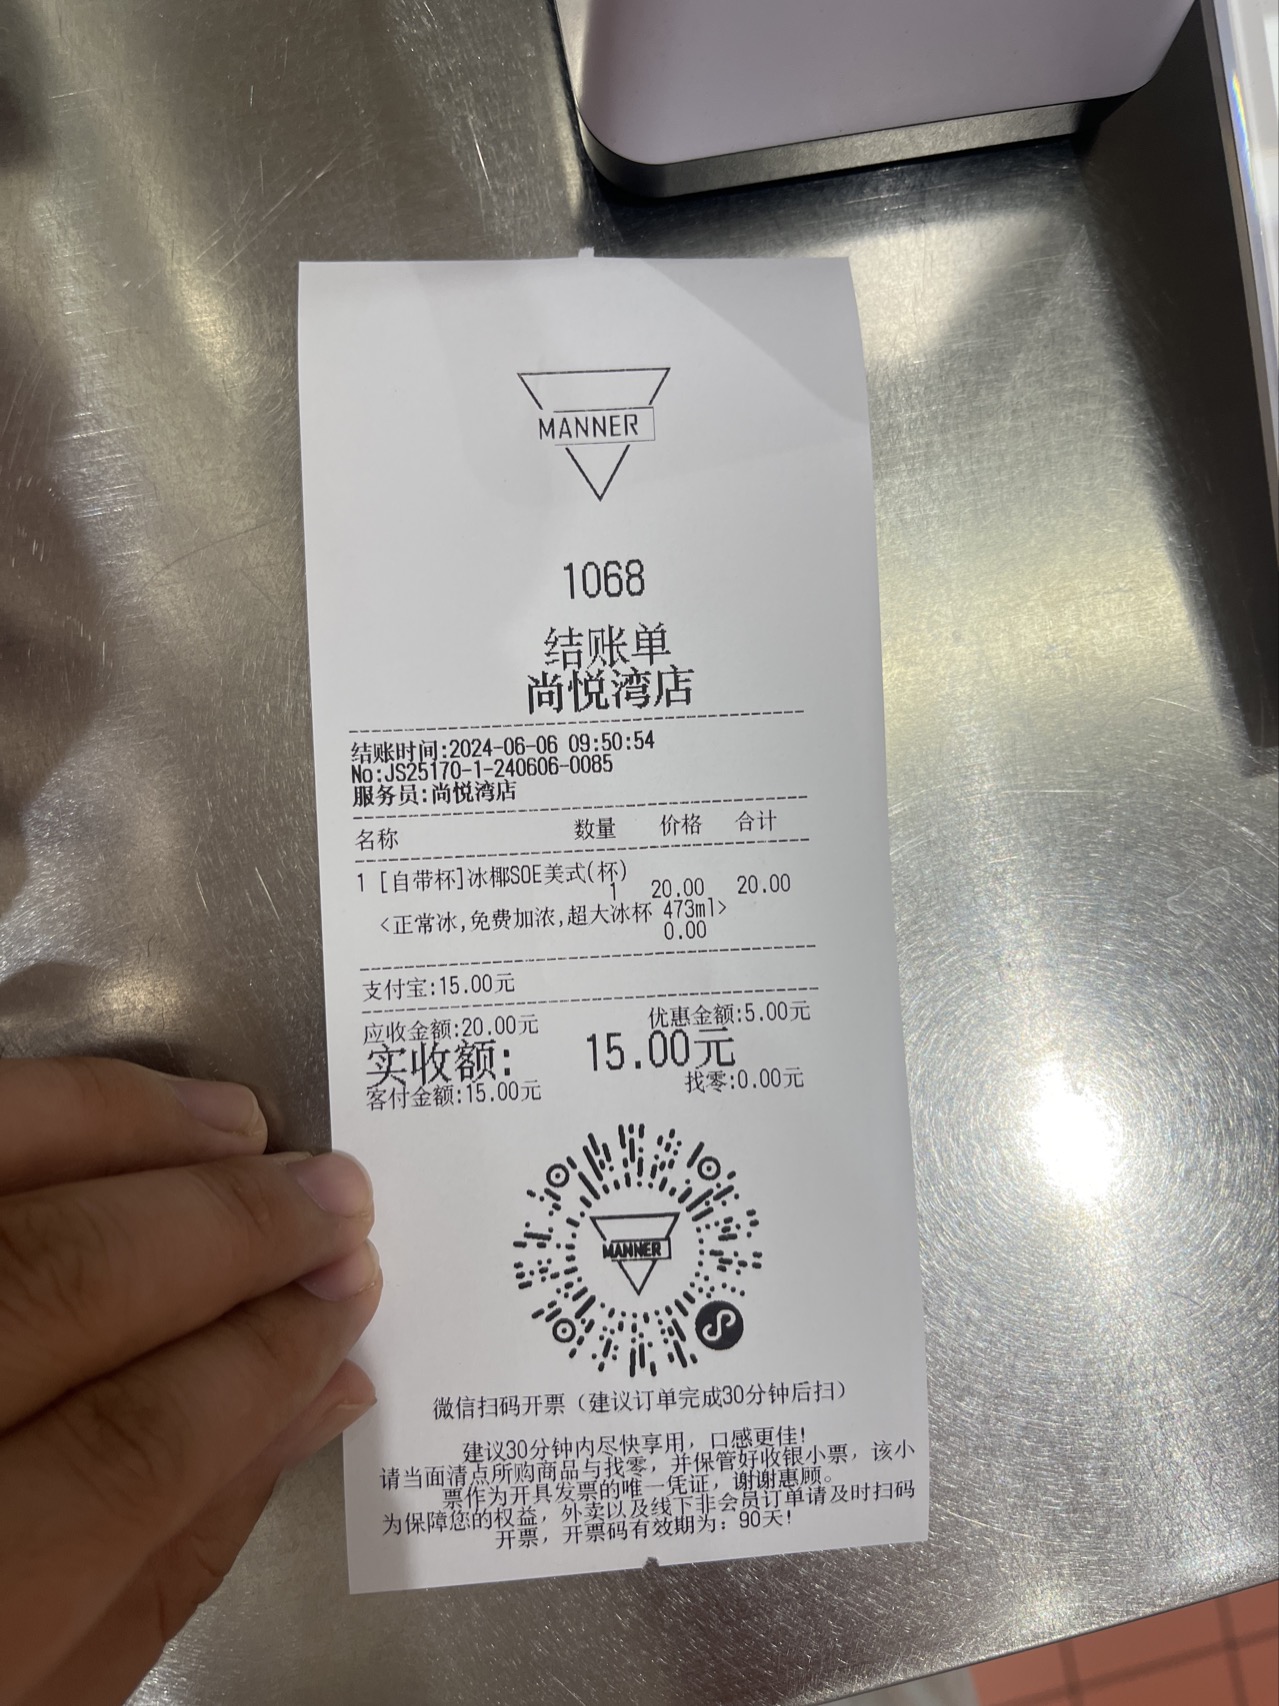 MANNER
1068
结账单
尚悦湾店
结账时间:2024-06-06 09:50:54
No:JS25170-1-240606-0085
服务员:尚悦湾店
名称 数量 价格 合计
1 [自带杯]冰椰SOE美式(杯)
1 20.00 20.00
<正常冰,免费加浓,超大冰杯 473ml>
0.00
支付宝:15.00元
应收金额:20.00元 优惠金额:5.00元
实收额: 15.00元
客付金额:15.00元 找零:0.00元
MANNER
微信扫码开票（建议订单完成30分钟后扫）
建议30分钟内尽快享用，口感更佳!
请当面清点所购商品与找零，并保管好收银小票，该小
票作为开具发票的唯一凭证，谢谢惠顾。
为保障您的权益，外卖以及线下非会员订单请及时扫码
开票，开票码有效期为：90天!